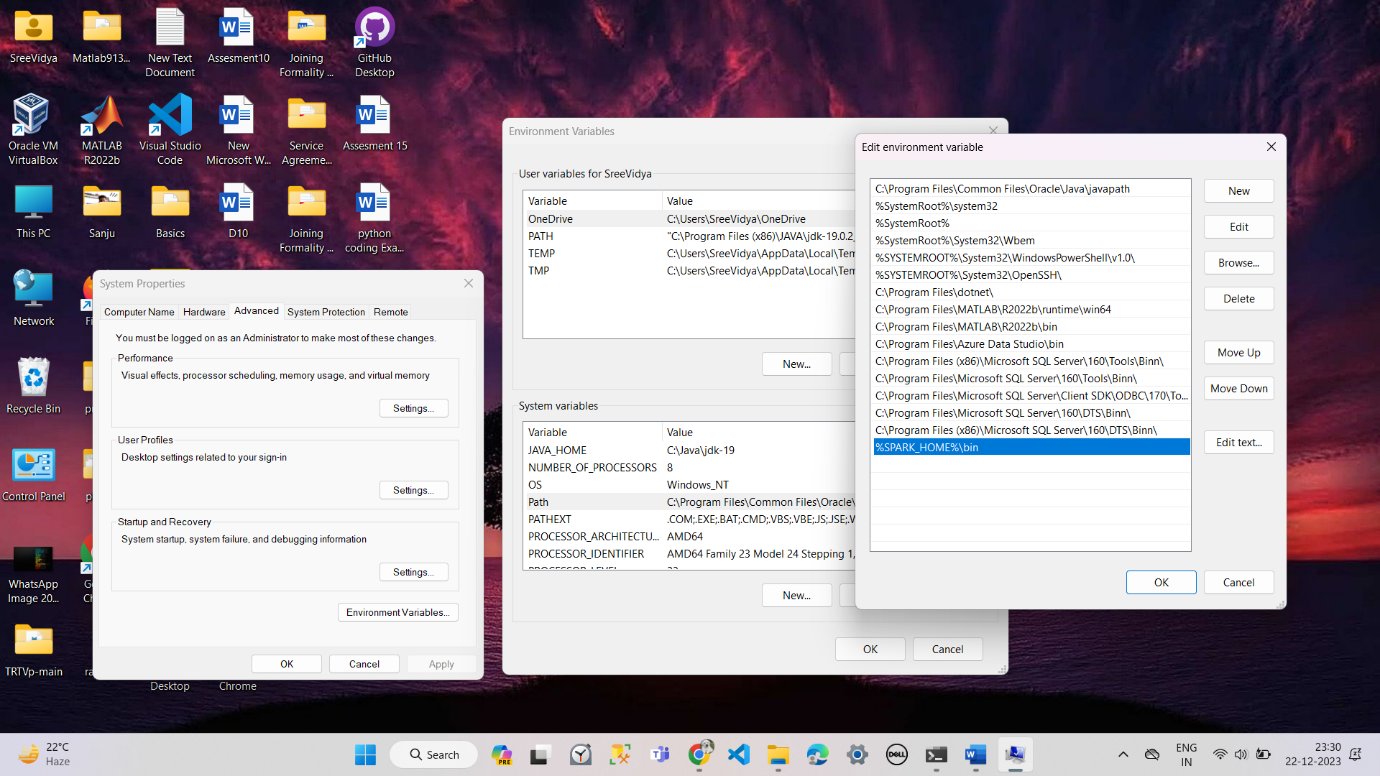 SreeVidya
Matlab913...
New Text
Document
Assesment10
Joining
Formality ...
GitHub
Desktop
Oracle VM
VirtualBox
MATLAB
R2022b
Visual Studio
Code
New
Microsoft W...
Service
Agreeme...
Assesment 15
This PC
Sanju
Basics
D10
Joining
Formality ...
python
coding Exa...
Network
Recycle Bin
Control Panel
WhatsApp
Image 20...
TRTVp-main
Desktop
Chrome
System Properties
Computer Name
Hardware
Advanced
System Protection
Remote
You must be logged on as an Administrator to make most of these changes.
Performance
Visual effects, processor scheduling, memory usage, and virtual memory
Settings...
User Profiles
Desktop settings related to your sign-in
Settings...
Startup and Recovery
System startup, system failure, and debugging information
Settings...
Environment Variables...
OK
Cancel
Apply
Environment Variables
User variables for SreeVidya
Variable Value
OneDrive C:\Users\SreeVidya\OneDrive
PATH "C:\Program Files (x86)\JAVA\jdk-19.0.2
TEMP C:\Users\SreeVidya\AppData\Local\Tem
TMP C:\Users\SreeVidya\AppData\Local\Tem
New...
System variables
Variable Value
JAVA_HOME C:\Java\jdk-19
NUMBER_OF_PROCESSORS 8
OS Windows_NT
Path C:\Program Files\Common Files\Oracle\
PATHEXT .COM;.EXE;.BAT;.CMD;.VBS;.VBE;.JS;.JSE;
PROCESSOR_ARCHITECTU... AMD64
PROCESSOR_IDENTIFIER AMD64 Family 23 Model 24 Stepping 1,
New...
OK
Cancel
Edit environment variable
C:\Program Files\Common Files\Oracle\Java\javapath
%SystemRoot%\system32
%SystemRoot%
%SystemRoot%\System32\Wbem
%SYSTEMROOT%\System32\WindowsPowerShell\v1.0\
%SYSTEMROOT%\System32\OpenSSH\
C:\Program Files\dotnet\
C:\Program Files\MATLAB\R2022b\runtime\win64
C:\Program Files\MATLAB\R2022b\bin
C:\Program Files\Azure Data Studio\bin
C:\Program Files (x86)\Microsoft SQL Server\160\Tools\Binn\
C:\Program Files\Microsoft SQL Server\160\Tools\Binn\
C:\Program Files\Microsoft SQL Server\Client SDK\ODBC\170\To...
C:\Program Files\Microsoft SQL Server\160\DTS\Binn\
C:\Program Files (x86)\Microsoft SQL Server\160\DTS\Binn\
%SPARK_HOME%\bin
New
Edit
Browse...
Delete
Move Up
Move Down
Edit text...
OK
Cancel
22°C
Haze
Search
PRE
DELL
ENG
IN
23:30
22-12-2023